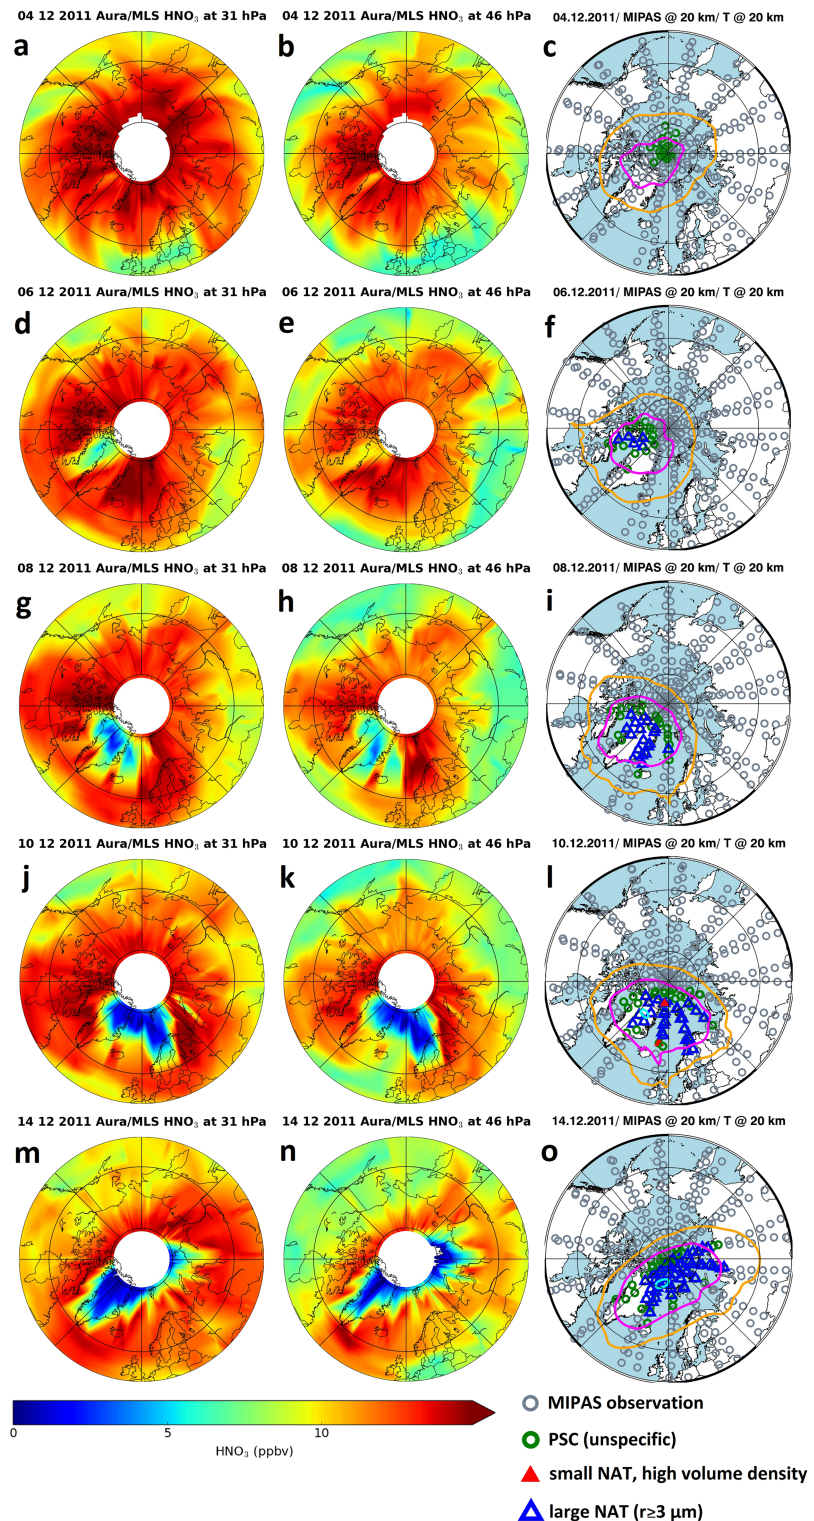 04 12 2011 Aura/MLS HNO₃ at 31 hPa
04 12 2011 Aura/MLS HNO₃ at 46 hPa
04.12.2011/ MIPAS @ 20 km/ T @ 20 km
a
b
c
06 12 2011 Aura/MLS HNO₃ at 31 hPa
06 12 2011 Aura/MLS HNO₃ at 46 hPa
06.12.2011/ MIPAS @ 20 km/ T @ 20 km
d
e
f
08 12 2011 Aura/MLS HNO₃ at 31 hPa
08 12 2011 Aura/MLS HNO₃ at 46 hPa
08.12.2011/ MIPAS @ 20 km/ T @ 20 km
g
h
i
10 12 2011 Aura/MLS HNO₃ at 31 hPa
10 12 2011 Aura/MLS HNO₃ at 46 hPa
10.12.2011/ MIPAS @ 20 km/ T @ 20 km
j
k
l
14 12 2011 Aura/MLS HNO₃ at 31 hPa
14 12 2011 Aura/MLS HNO₃ at 46 hPa
14.12.2011/ MIPAS @ 20 km/ T @ 20 km
m
n
o
0 5 10
HNO₃ (ppbv)
MIPAS observation
PSC (unspecific)
small NAT, high volume density
large NAT (r≥3 µm)